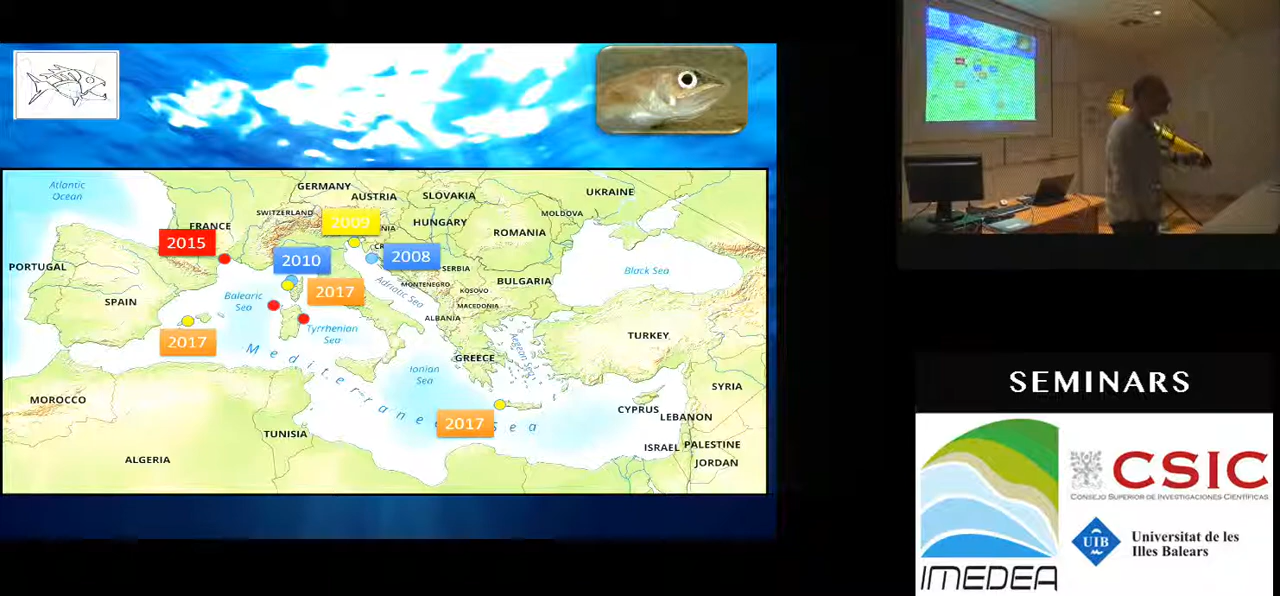 Atlantic
Ocean
GERMANY
AUSTRIA
SLOVAKIA
UKRAINE
SWITZERLAND
HUNGARY
MOLDOVA
FRANCE
2009
NIA
ROMANIA
2015
2010
2008
PORTUGAL
SERBIA
Black Sea
SPAIN
Balearic
Sea
2017
Adriatic Sea
MONTENEGRO
KOSOVO
BULGARIA
MACEDONIA
ALBANIA
Tyrrhenian
Sea
2017
Aegean Sea
TURKEY
GREECE
Mediterranean Sea
Ionian
Sea
SYRIA
MOROCCO
CYPRUS
LEBANON
2017
TUNISIA
ISRAEL
PALESTINE
JORDAN
ALGERIA
SEMINARS
IMEDEA
CSIC
CONSEJO SUPERIOR DE INVESTIGACIONES CIENTÍFICAS
UIB
Universitat de les
Illes Balears